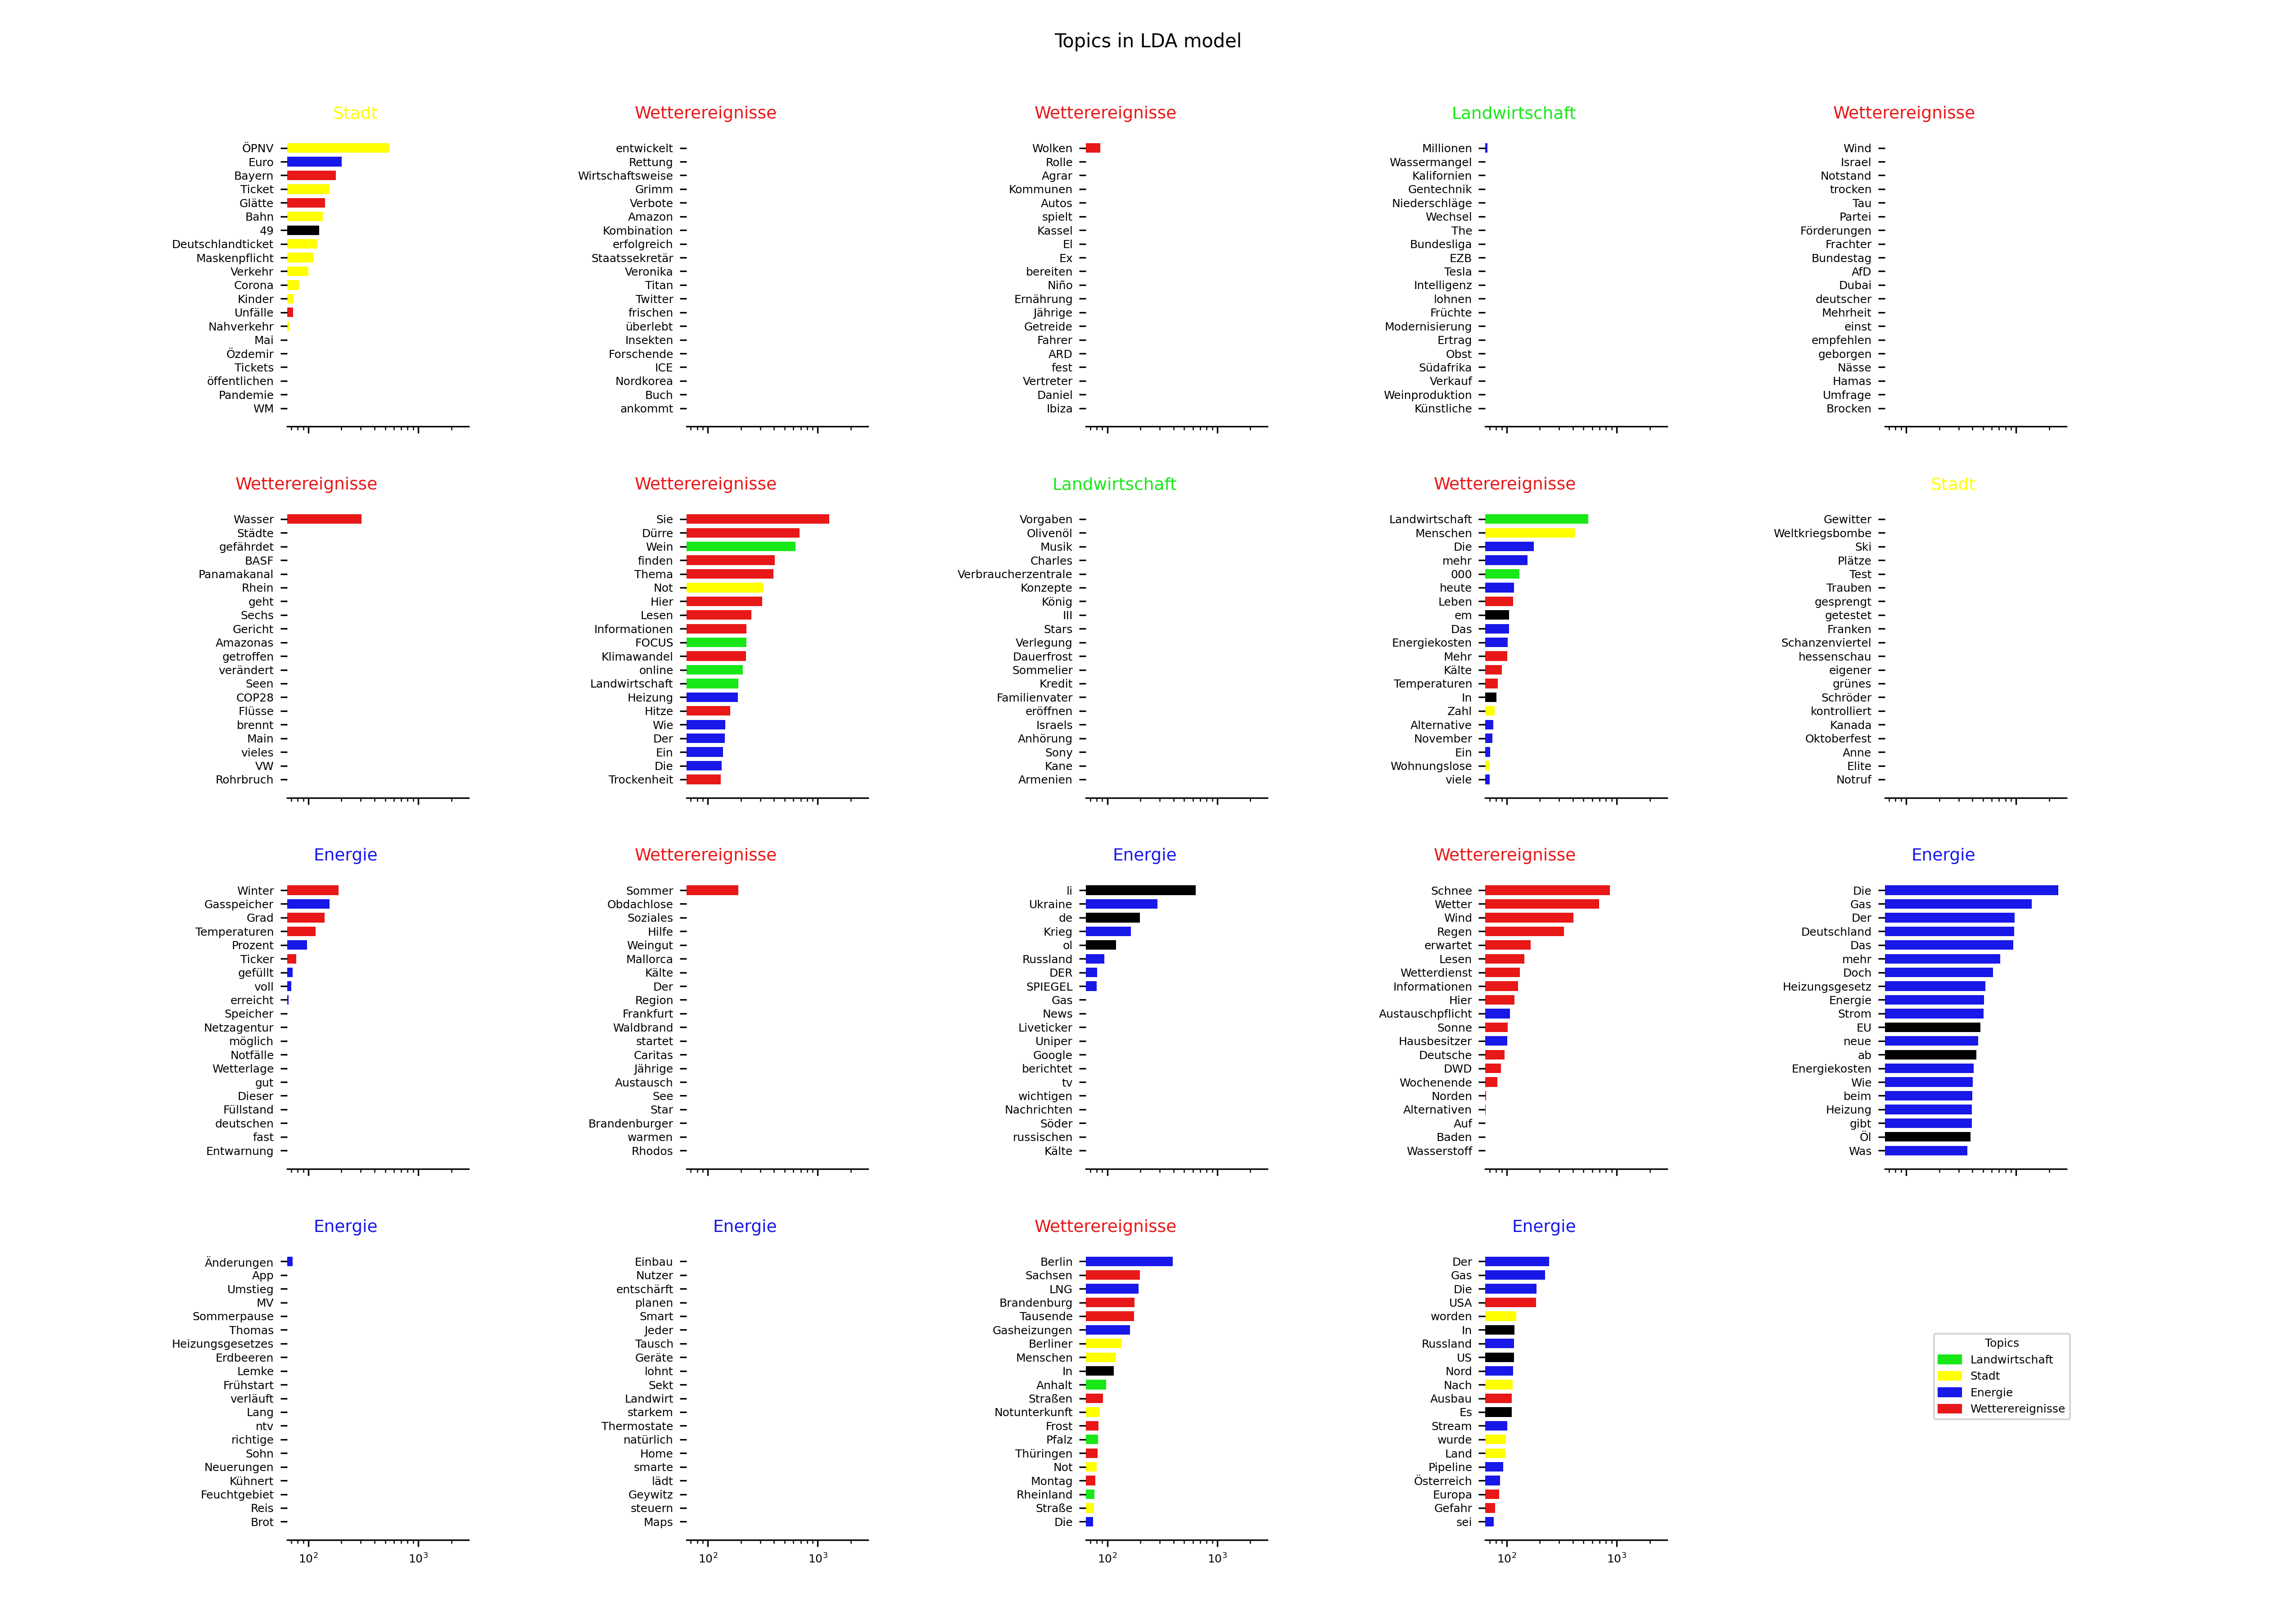 Topics in LDA model
Stadt
ÖPNV
Euro
Bayern
Ticket
Glätte
Bahn
49
Deutschlandticket
Maskenpflicht
Verkehr
Corona
Kinder
Unfälle
Nahverkehr
Mai
Özdemir
Tickets
öffentlichen
Pandemie
WM
Wetterereignisse
entwickelt
Rettung
Wirtschaftsweise
Grimm
Verbote
Amazon
Kombination
erfolgreich
Staatssekretär
Veronika
Titan
Twitter
frischen
überlebt
Insekten
Forschende
ICE
Nordkorea
Buch
ankommt
Wetterereignisse
Wolken
Rolle
Agrar
Kommunen
Autos
spielt
Kassel
El
Ex
bereiten
Niño
Ernährung
Jährige
Getreide
Fahrer
ARD
fest
Vertreter
Daniel
Ibiza
Landwirtschaft
Millionen
Wassermangel
Kalifornien
Gentechnik
Niederschläge
Wechsel
The
Bundesliga
EZB
Tesla
Intelligenz
lohnen
Früchte
Modernisierung
Ertrag
Obst
Südafrika
Verkauf
Weinproduktion
Künstliche
Wetterereignisse
Wind
Israel
Notstand
trocken
Tau
Partei
Förderungen
Frachter
Bundestag
AfD
Dubai
deutscher
Mehrheit
einst
empfehlen
geborgen
Nässe
Hamas
Umfrage
Brocken
Wetterereignisse
Wasser
Städte
gefährdet
BASF
Panamakanal
Rhein
geht
Sechs
Gericht
Amazonas
getroffen
verändert
Seen
COP28
Flüsse
brennt
Main
vieles
VW
Rohrbruch
Wetterereignisse
Sie
Dürre
Wein
finden
Thema
Not
Hier
Lesen
Informationen
FOCUS
Klimawandel
online
Landwirtschaft
Heizung
Hitze
Wie
Der
Ein
Die
Trockenheit
Landwirtschaft
Vorgaben
Olivenöl
Musik
Charles
Verbraucherzentrale
Konzepte
König
III
Stars
Verlegung
Dauerfrost
Sommelier
Kredit
Familienvater
eröffnen
Israels
Anhörung
Sony
Kane
Armenien
Wetterereignisse
Landwirtschaft
Menschen
Die
mehr
000
heute
Leben
em
Das
Energiekosten
Mehr
Kälte
Temperaturen
In
Zahl
Alternative
November
Ein
Wohnungslose
viele
Stadt
Gewitter
Weltkriegsbombe
Ski
Plätze
Test
Trauben
gesprengt
getestet
Franken
Schanzenviertel
hessenschau
eigener
grünes
Schröder
kontrolliert
Kanada
Oktoberfest
Anne
Elite
Notruf
Energie
Winter
Gasspeicher
Grad
Temperaturen
Prozent
Ticker
gefüllt
voll
erreicht
Speicher
Netzagentur
möglich
Notfälle
Wetterlage
gut
Dieser
Füllstand
deutschen
fast
Entwarnung
Wetterereignisse
Sommer
Obdachlose
Soziales
Hilfe
Weingut
Mallorca
Kälte
Der
Region
Frankfurt
Waldbrand
startet
Caritas
Jährige
Austausch
See
Star
Brandenburger
warmen
Rhodos
Energie
li
Ukraine
de
Krieg
ol
Russland
DER
SPIEGEL
Gas
News
Liveticker
Uniper
Google
berichtet
tv
wichtigen
Nachrichten
Söder
russischen
Kälte
Wetterereignisse
Schnee
Wetter
Wind
Regen
erwartet
Lesen
Wetterdienst
Informationen
Hier
Austauschpflicht
Sonne
Hausbesitzer
Deutsche
DWD
Wochenende
Norden
Alternativen
Auf
Baden
Wasserstoff
Energie
Die
Gas
Der
Deutschland
Das
mehr
Doch
Heizungsgesetz
Energie
Strom
EU
neue
ab
Energiekosten
Wie
beim
Heizung
gibt
Öl
Was
Energie
Änderungen
App
Umstieg
MV
Sommerpause
Thomas
Heizungsgesetzes
Erdbeeren
Lemke
Frühstart
verläuft
Lang
ntv
richtige
Sohn
Neuerungen
Kühnert
Feuchtgebiet
Reis
Brot
10²
10³
Energie
Einbau
Nutzer
entschärft
planen
Smart
Jeder
Tausch
Geräte
lohnt
Sekt
Landwirt
starkem
Thermostate
natürlich
Home
smarte
lädt
Geywitz
steuern
Maps
10²
10³
Wetterereignisse
Berlin
Sachsen
LNG
Brandenburg
Tausende
Gasheizungen
Berliner
Menschen
In
Anhalt
Straßen
Notunterkunft
Frost
Pfalz
Thüringen
Not
Montag
Rheinland
Straße
Die
10²
10³
Energie
Der
Gas
Die
USA
worden
In
Russland
US
Nord
Nach
Ausbau
Es
Stream
wurde
Land
Pipeline
Österreich
Europa
Gefahr
sei
10²
10³
Topics
Landwirtschaft
Stadt
Energie
Wetterereignisse